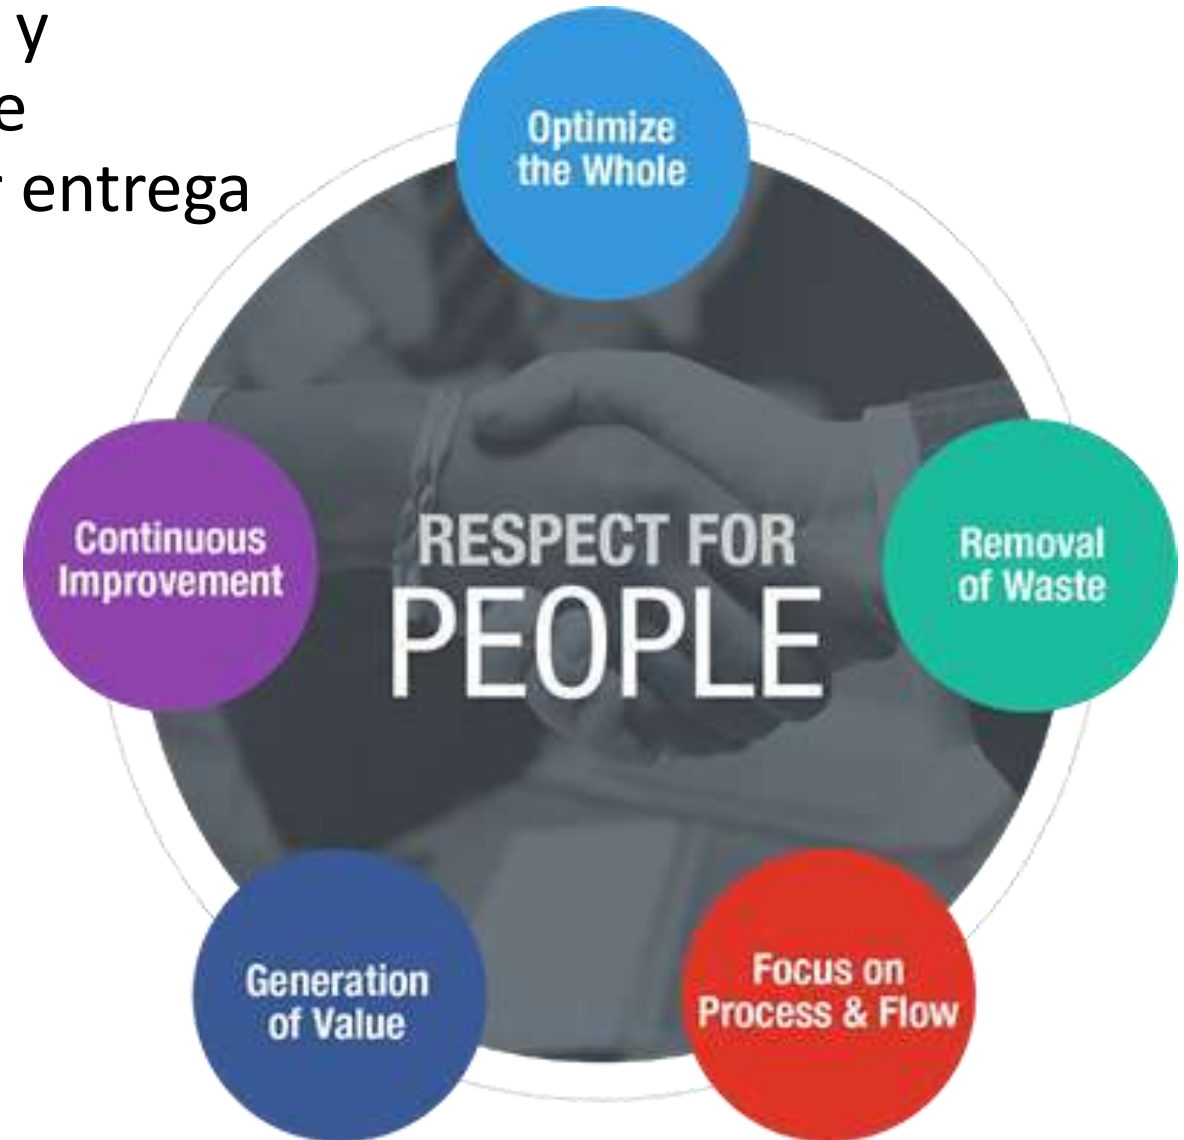 y
e
r entrega
Optimize
the Whole
Continuous
Improvement
RESPECT FOR
PEOPLE
Removal
of Waste
Generation
of Value
Focus on
Process & Flow